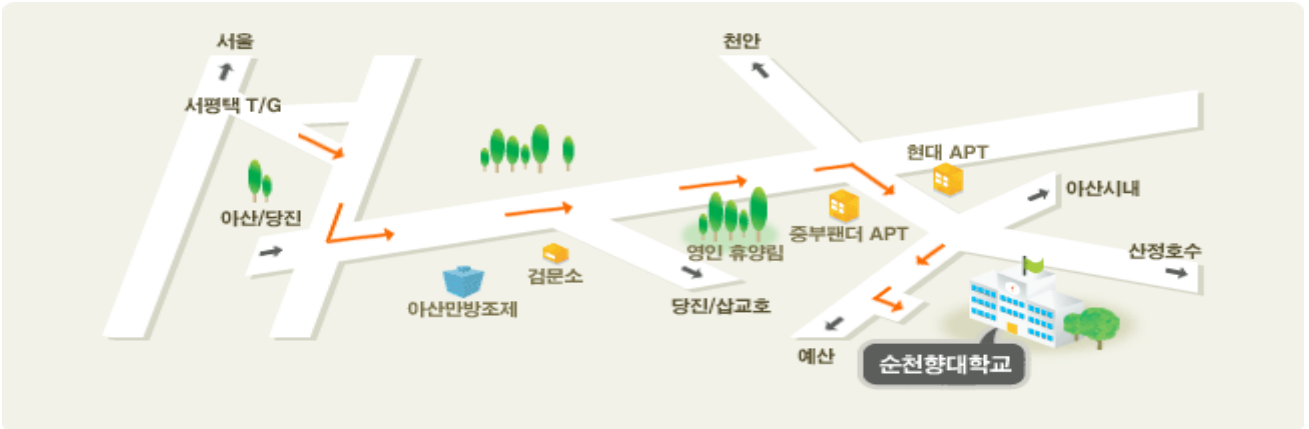 서울
천안
서평택 T/G
현대 APT
아산시내
아산/당진
중부팬더 APT
영인 휴양림
산정호수
검문소
아산만방조제
당진/삽교호
예산
순천향대학교